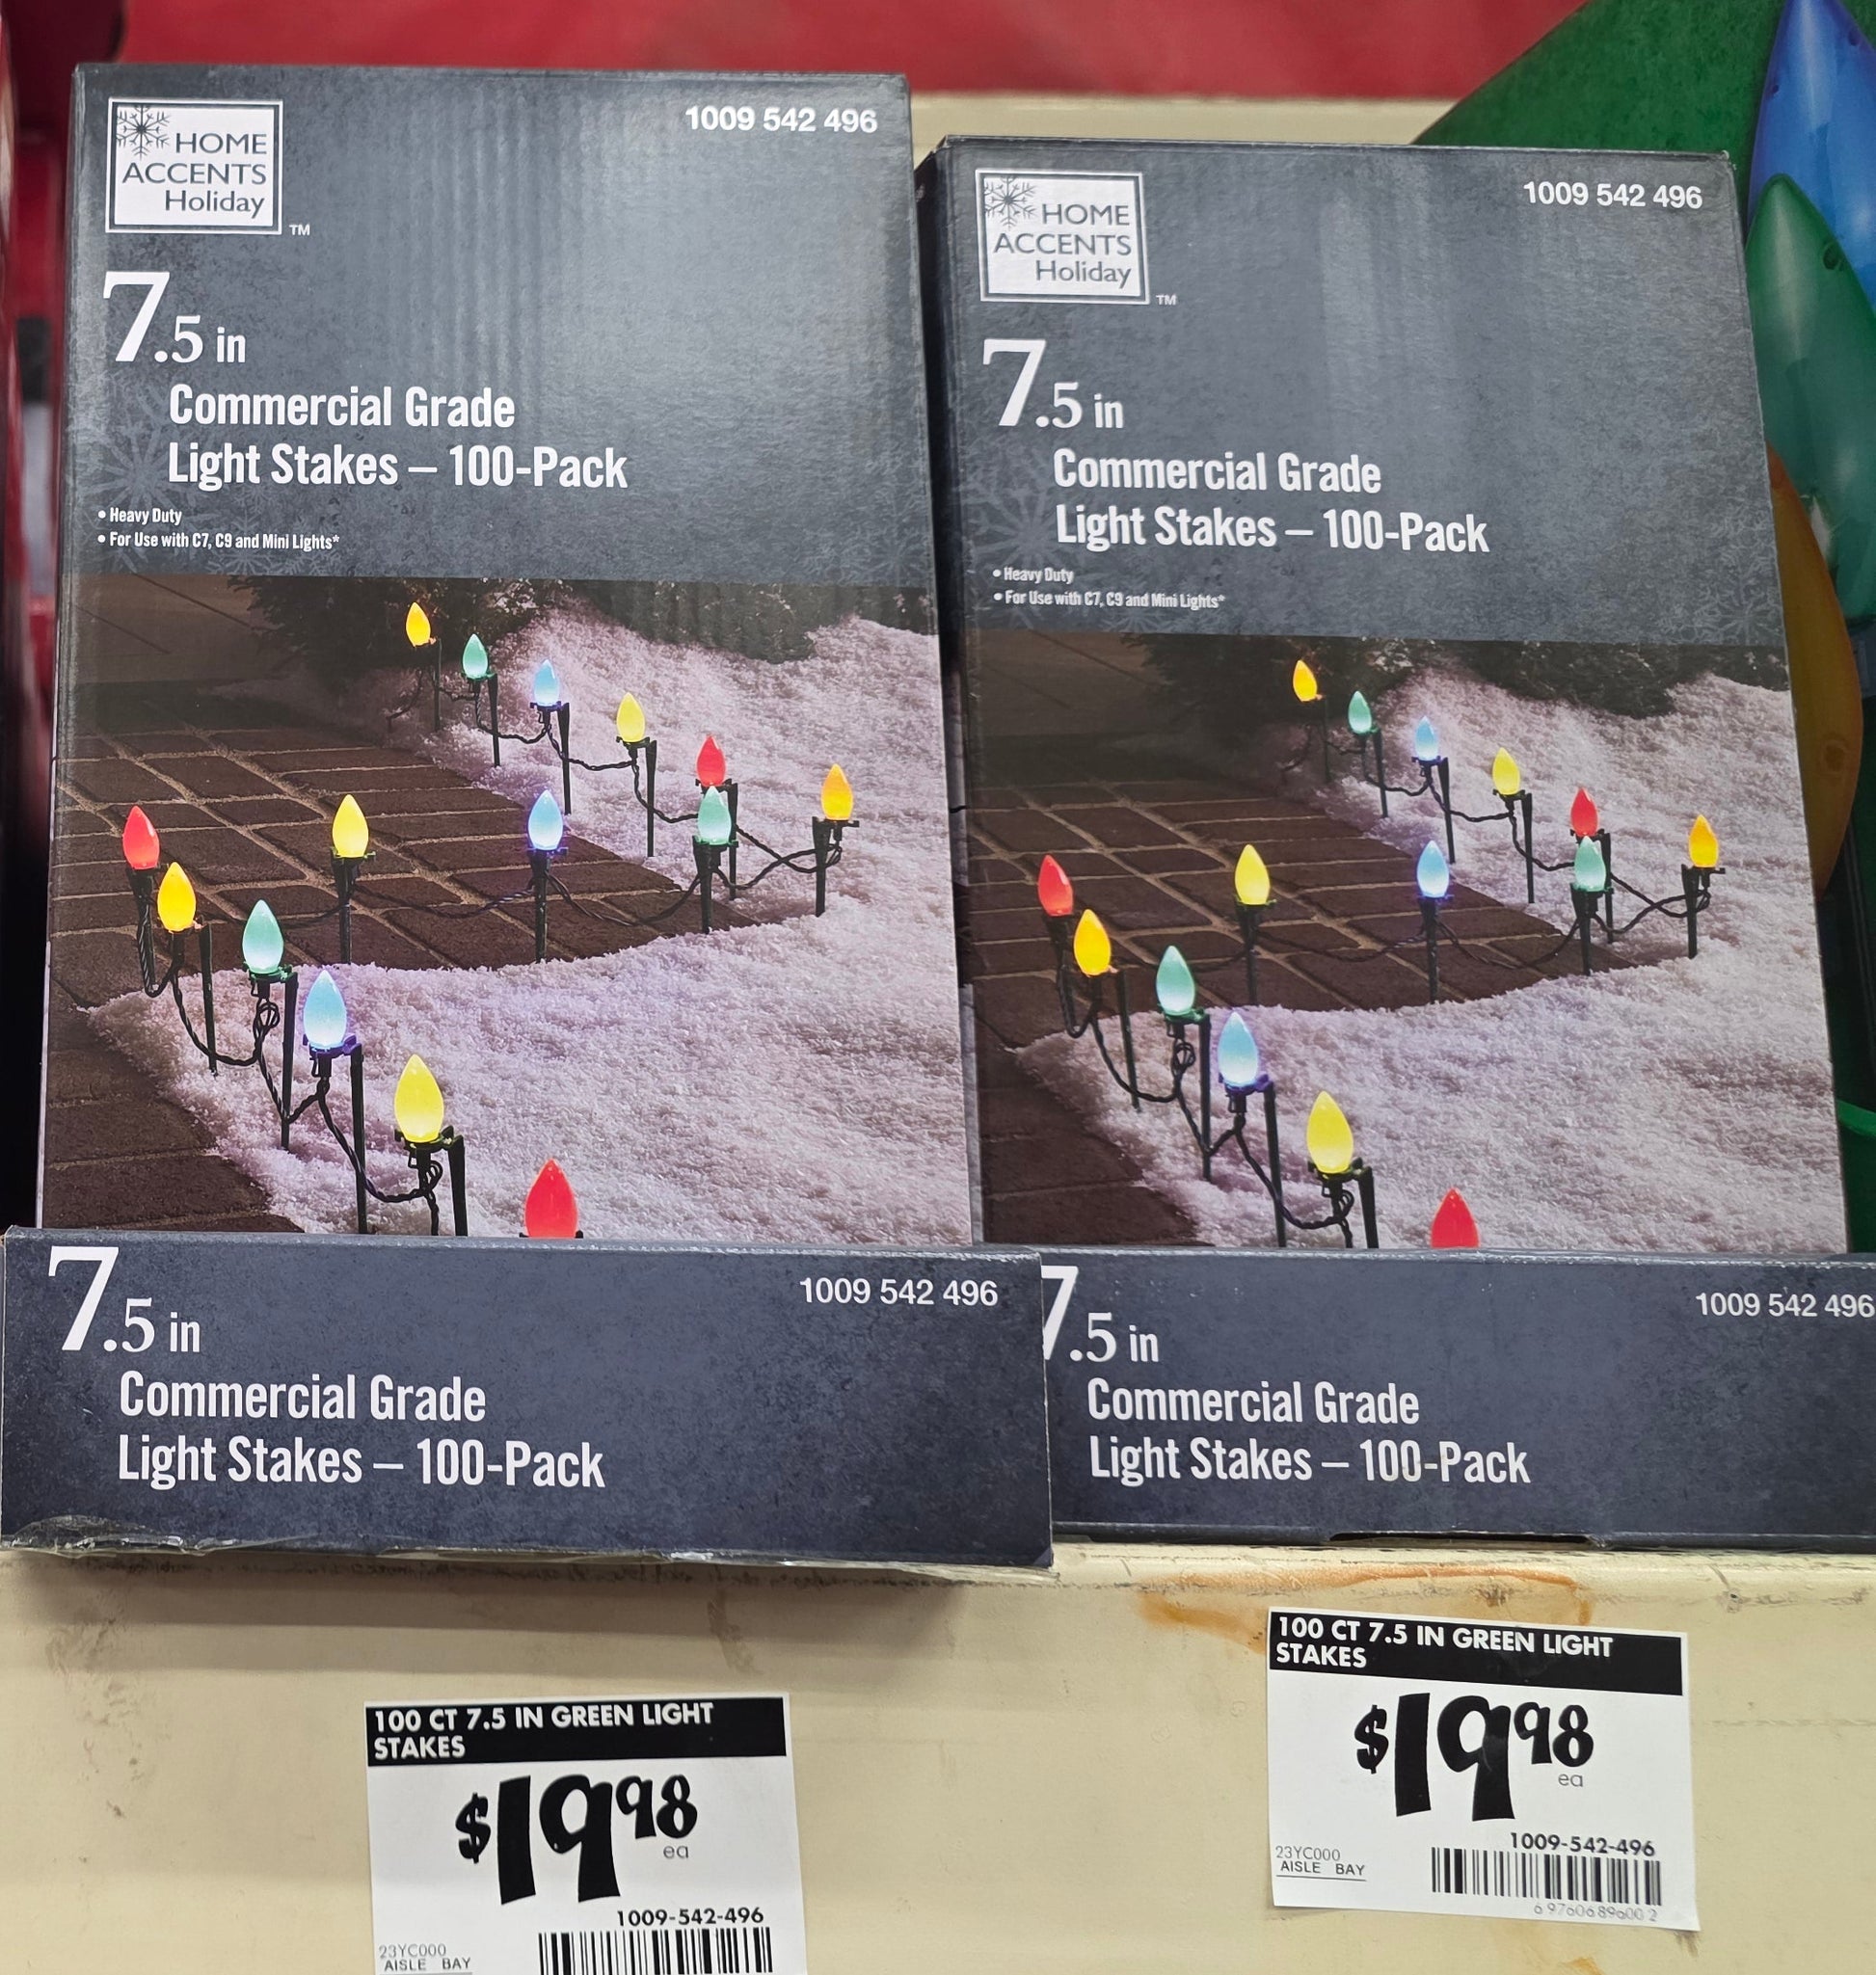 HOME
ACCENTS
Holiday
TM
1009 542 496
7.5 in
Commercial Grade
Light Stakes – 100-Pack
• Heavy Duty
• For Use with C7, C9 and Mini Lights*
HOME
ACCENTS
Holiday
TM
1009 542 496
7.5 in
Commercial Grade
Light Stakes – 100-Pack
• Heavy Duty
• For Use with C7, C9 and Mini Lights*
7.5 in
1009 542 496
Commercial Grade
Light Stakes – 100-Pack
7.5 in
1009 542 496
Commercial Grade
Light Stakes – 100-Pack
100 CT 7.5 IN GREEN LIGHT
STAKES
$19 98
ea
1009-542-496
23YC000
AISLE BAY
100 CT 7.5 IN GREEN LIGHT
STAKES
$19 98
ea
1009-542-496
23YC000
AISLE BAY